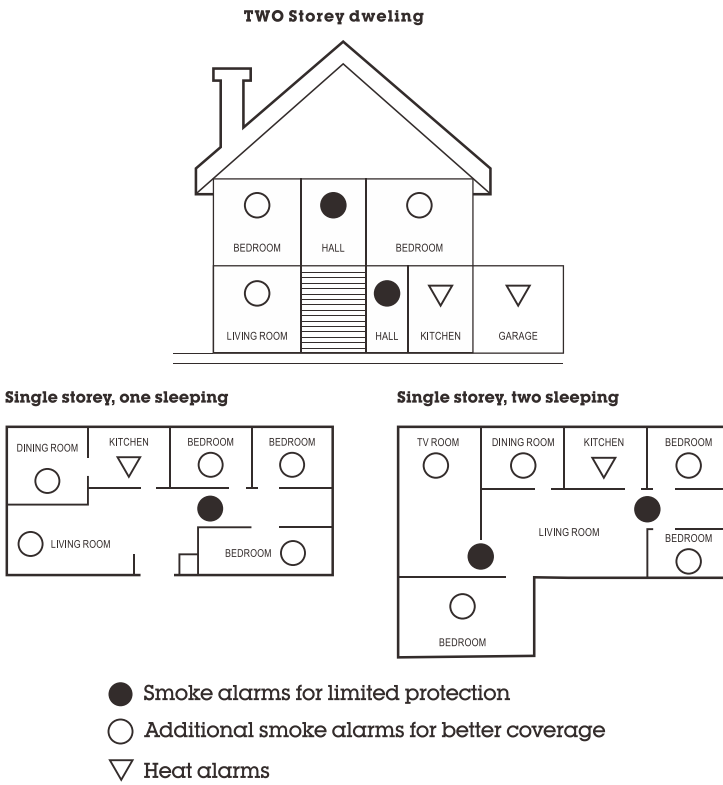 TWO Storey dweling
BEDROOM
HALL
BEDROOM
LIVING ROOM
HALL
KITCHEN
GARAGE
Single storey, one sleeping
DINING ROOM
KITCHEN
BEDROOM
BEDROOM
LIVING ROOM
BEDROOM
Single storey, two sleeping
TV ROOM
DINING ROOM
KITCHEN
BEDROOM
LIVING ROOM
BEDROOM
BEDROOM
Smoke alarms for limited protection
Additional smoke alarms for better coverage
Heat alarms